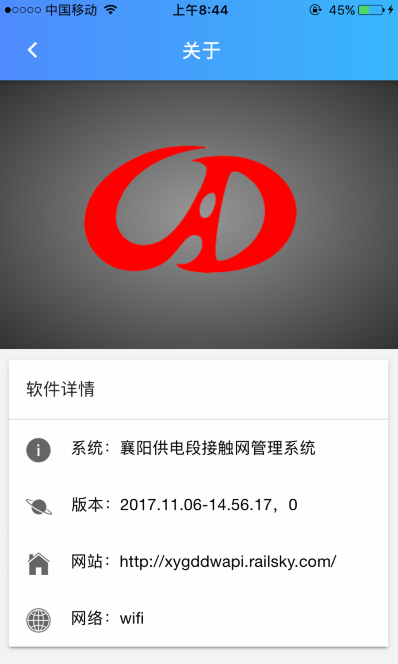 中国移动 上午8:44 45%
关于
软件详情
系统：襄阳供电段接触网管理系统
版本：2017.11.06-14.56.17，0
网站：http://xygddwapi.railsky.com/
网络：wifi